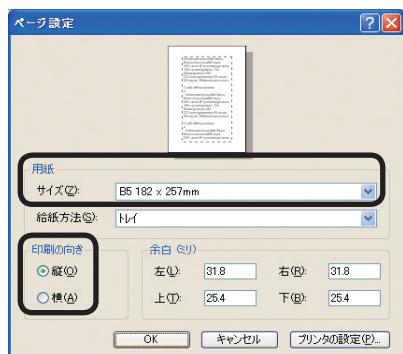 ページ設定
用紙
サイズ(Z): B5 182 x 257mm
給紙方法(S): トレイ
印刷の向き
縦(O)
横(A)
余白 (ミリ)
左(L): 31.8 右(R): 31.8
上(T): 25.4 下(B): 25.4
OK キャンセル プリンタの設定(P)...